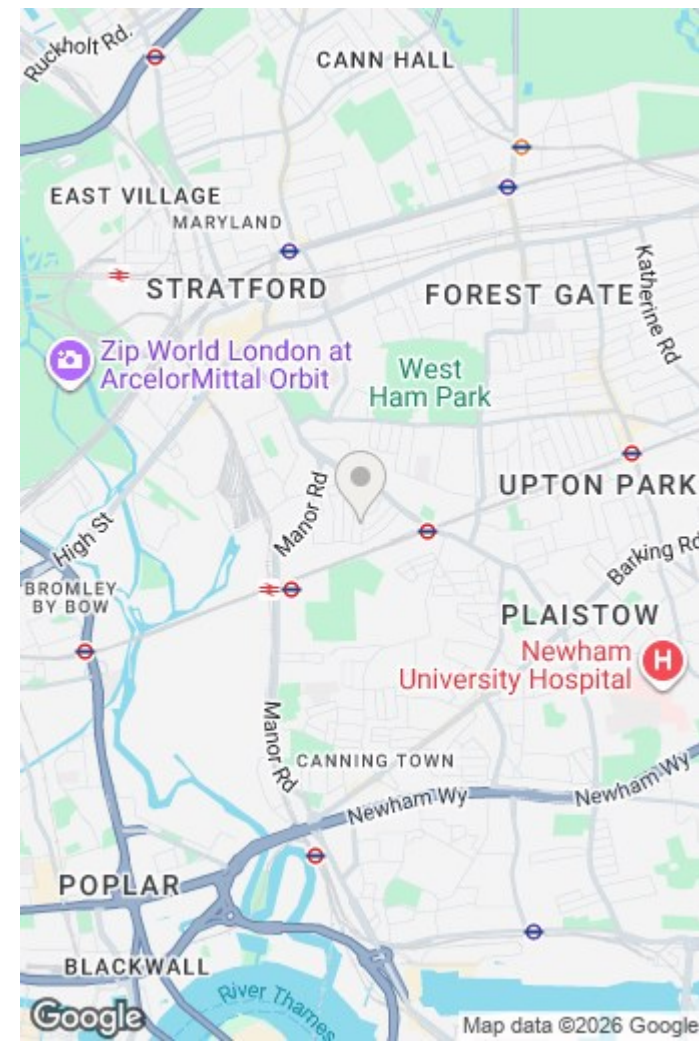 Ruckholt Rd.
CANN HALL
EAST VILLAGE
MARYLAND
STRATFORD
FOREST GATE
Katherine Rd
Zip World London at
ArcelorMittal Orbit
West
Ham Park
Manor Rd
UPTON PARK
High St
Barking Rd
BROMLEY
BY BOW
PLAISTOW
Newham
University Hospital
H
Manor Rd
CANNING TOWN
Newham Wy
Newham Wy
POPLAR
BLACKWALL
River Thames
Google
Map data ©2026 Google